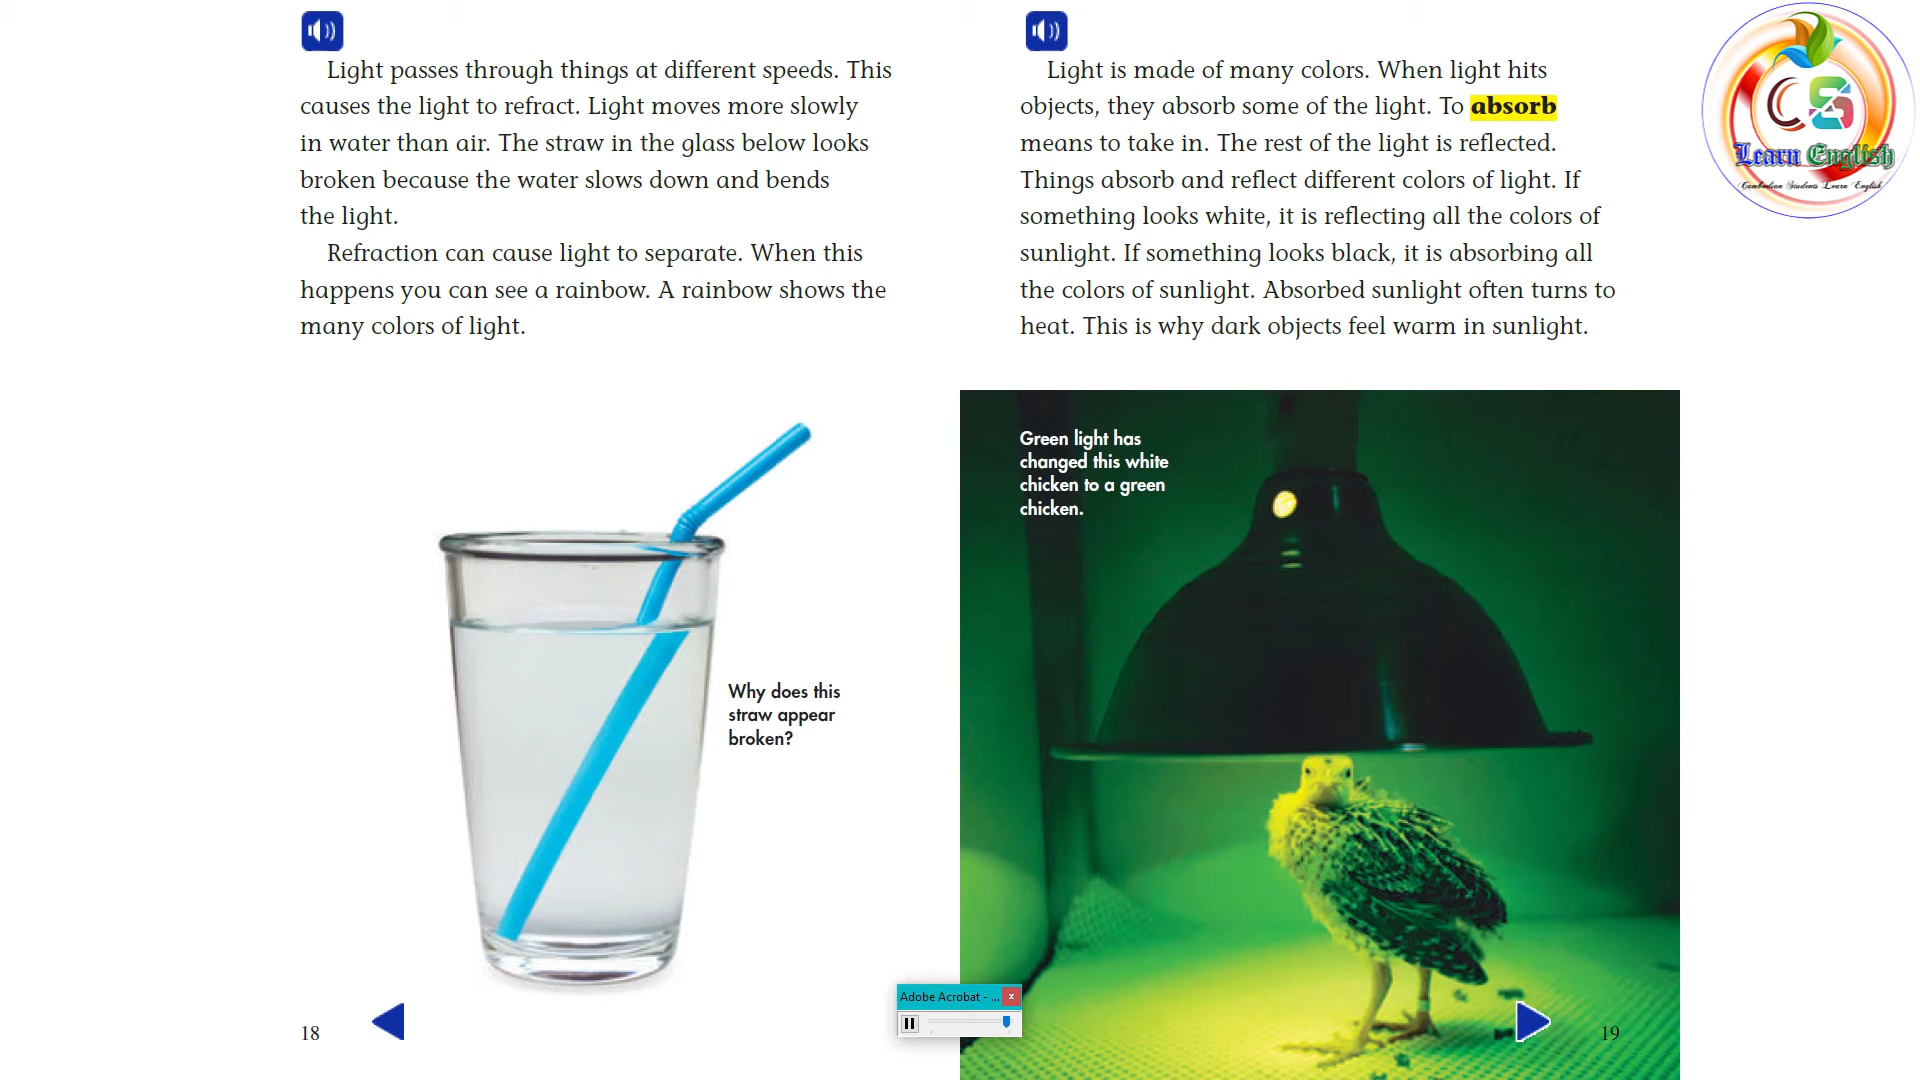 Light passes through things at different speeds. This
causes the light to refract. Light moves more slowly
in water than air. The straw in the glass below looks
broken because the water slows down and bends
the light.
Refraction can cause light to separate. When this
happens you can see a rainbow. A rainbow shows the
many colors of light.
Why does this
straw appear
broken?
18
Light is made of many colors. When light hits
objects, they absorb some of the light. To absorb
means to take in. The rest of the light is reflected.
Things absorb and reflect different colors of light. If
something looks white, it is reflecting all the colors of
sunlight. If something looks black, it is absorbing all
the colors of sunlight. Absorbed sunlight often turns to
heat. This is why dark objects feel warm in sunlight.
Green light has
changed this white
chicken to a green
chicken.
19
Adobe Acrobat - ...
x
CS
Learn English
Cambodian Students Learn English